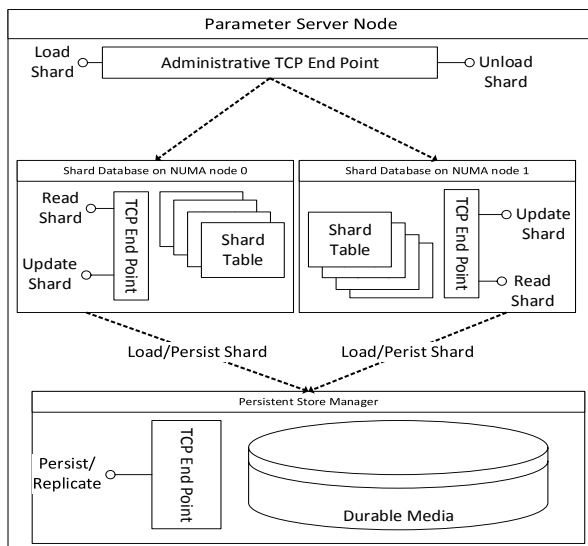 Parameter Server Node
Load
Shard
Administrative TCP End Point
Unload
Shard
Shard Database on NUMA node 0
Read
Shard
Update
Shard
TCP End Point
Shard
Table
Shard Database on NUMA node 1
Shard
Table
TCP End Point
Update
Shard
Read
Shard
Load/Persist Shard
Load/Perist Shard
Persistent Store Manager
Persist/
Replicate
TCP End Point
Durable Media